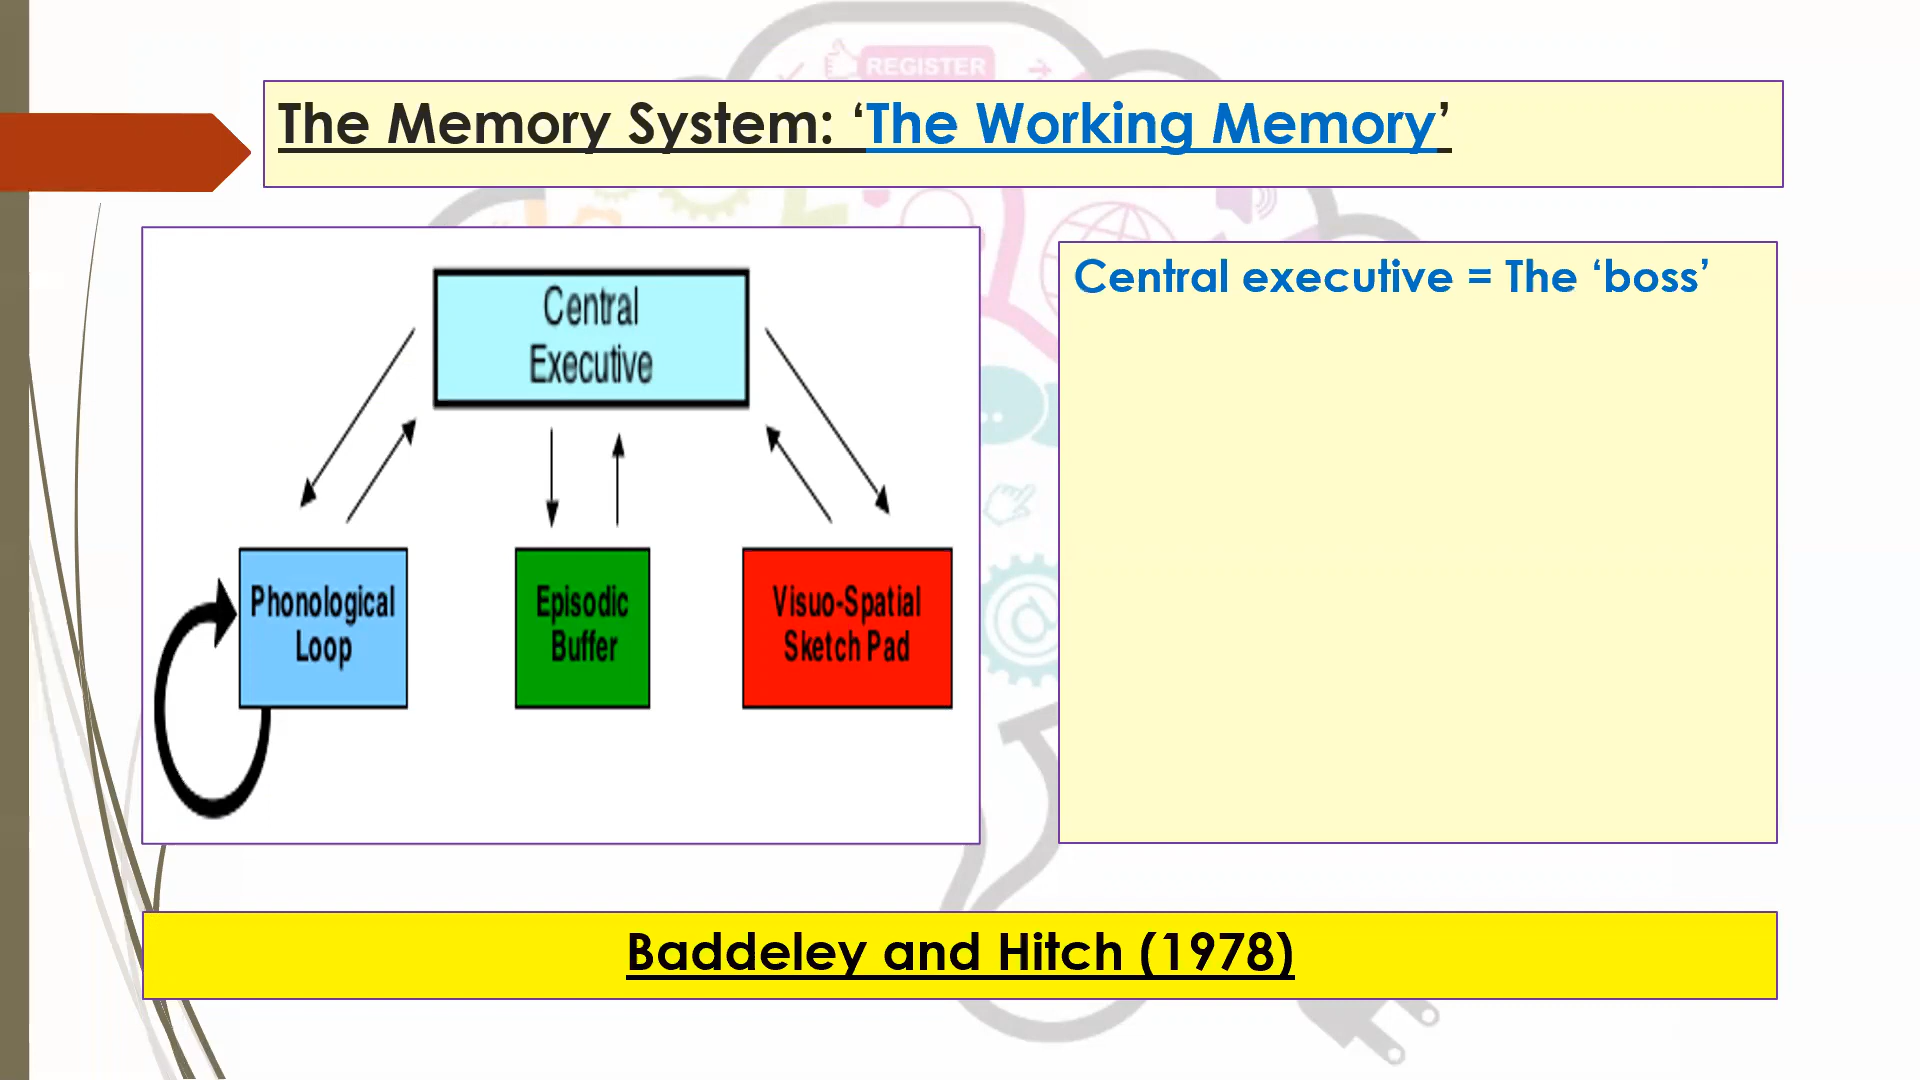 REGISTER
The Memory System: ‘The Working Memory’
Central
Executive
Phonological
Loop
Episodic
Buffer
Visuo-Spatial
Sketch Pad
Central executive = The ‘boss’
Baddeley and Hitch (1978)